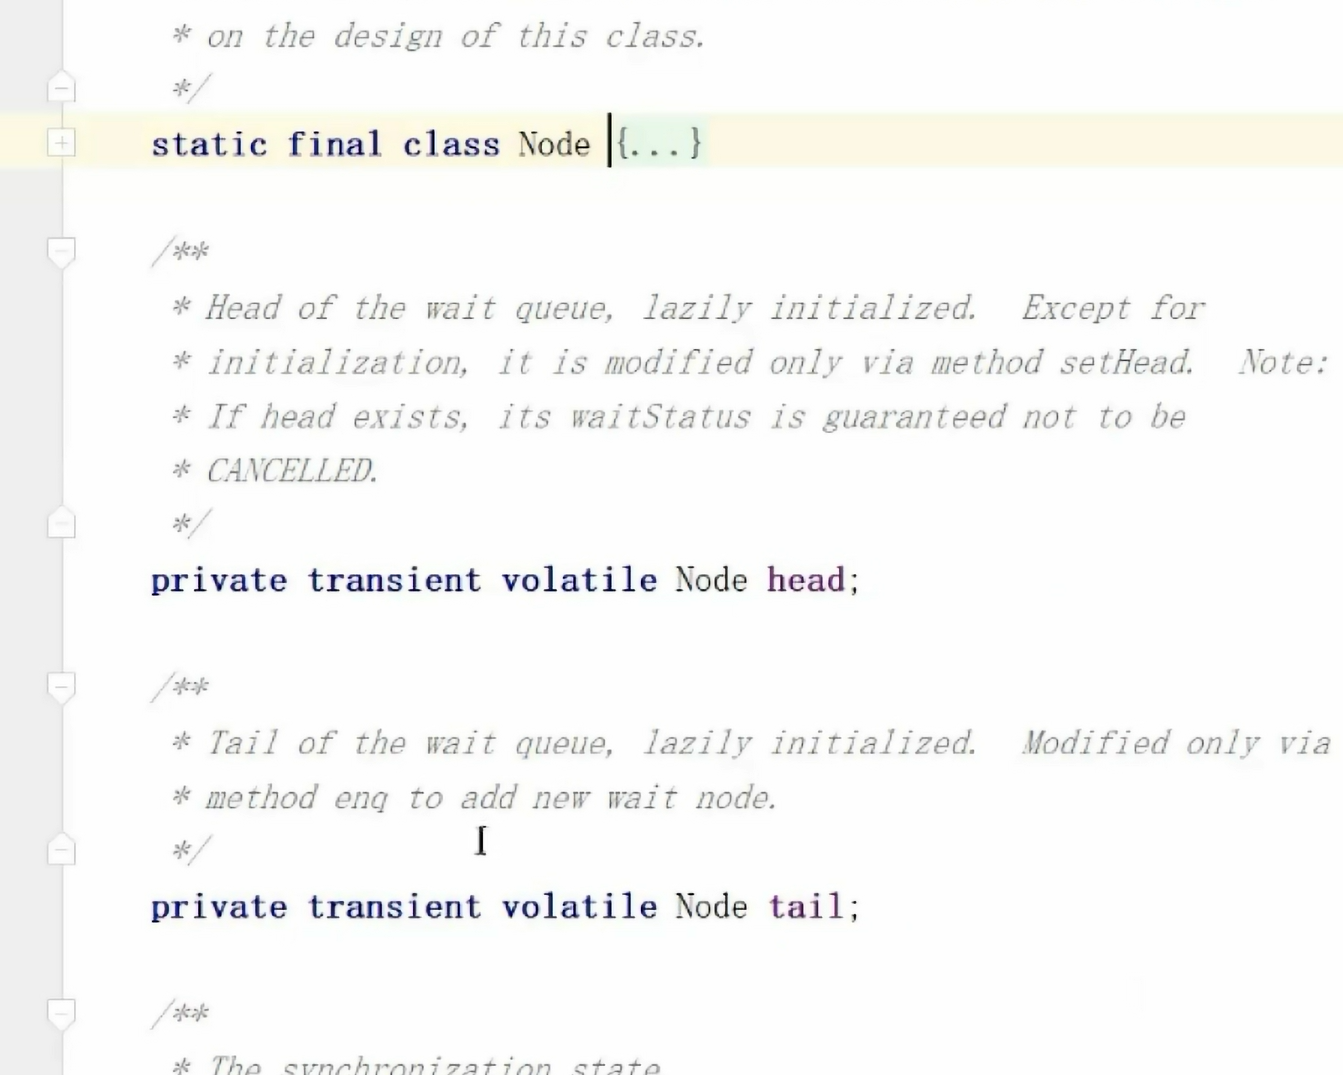 * on the design of this class.
*/
static final class Node {...}
/**
* Head of the wait queue, lazily initialized.  Except for
* initialization, it is modified only via method setHead.  Note:
* If head exists, its waitStatus is guaranteed not to be
* CANCELLED.
*/
private transient volatile Node head;
/**
* Tail of the wait queue, lazily initialized.  Modified only via
* method enq to add new wait node.
*/
private transient volatile Node tail;
/**
* The synchronization state